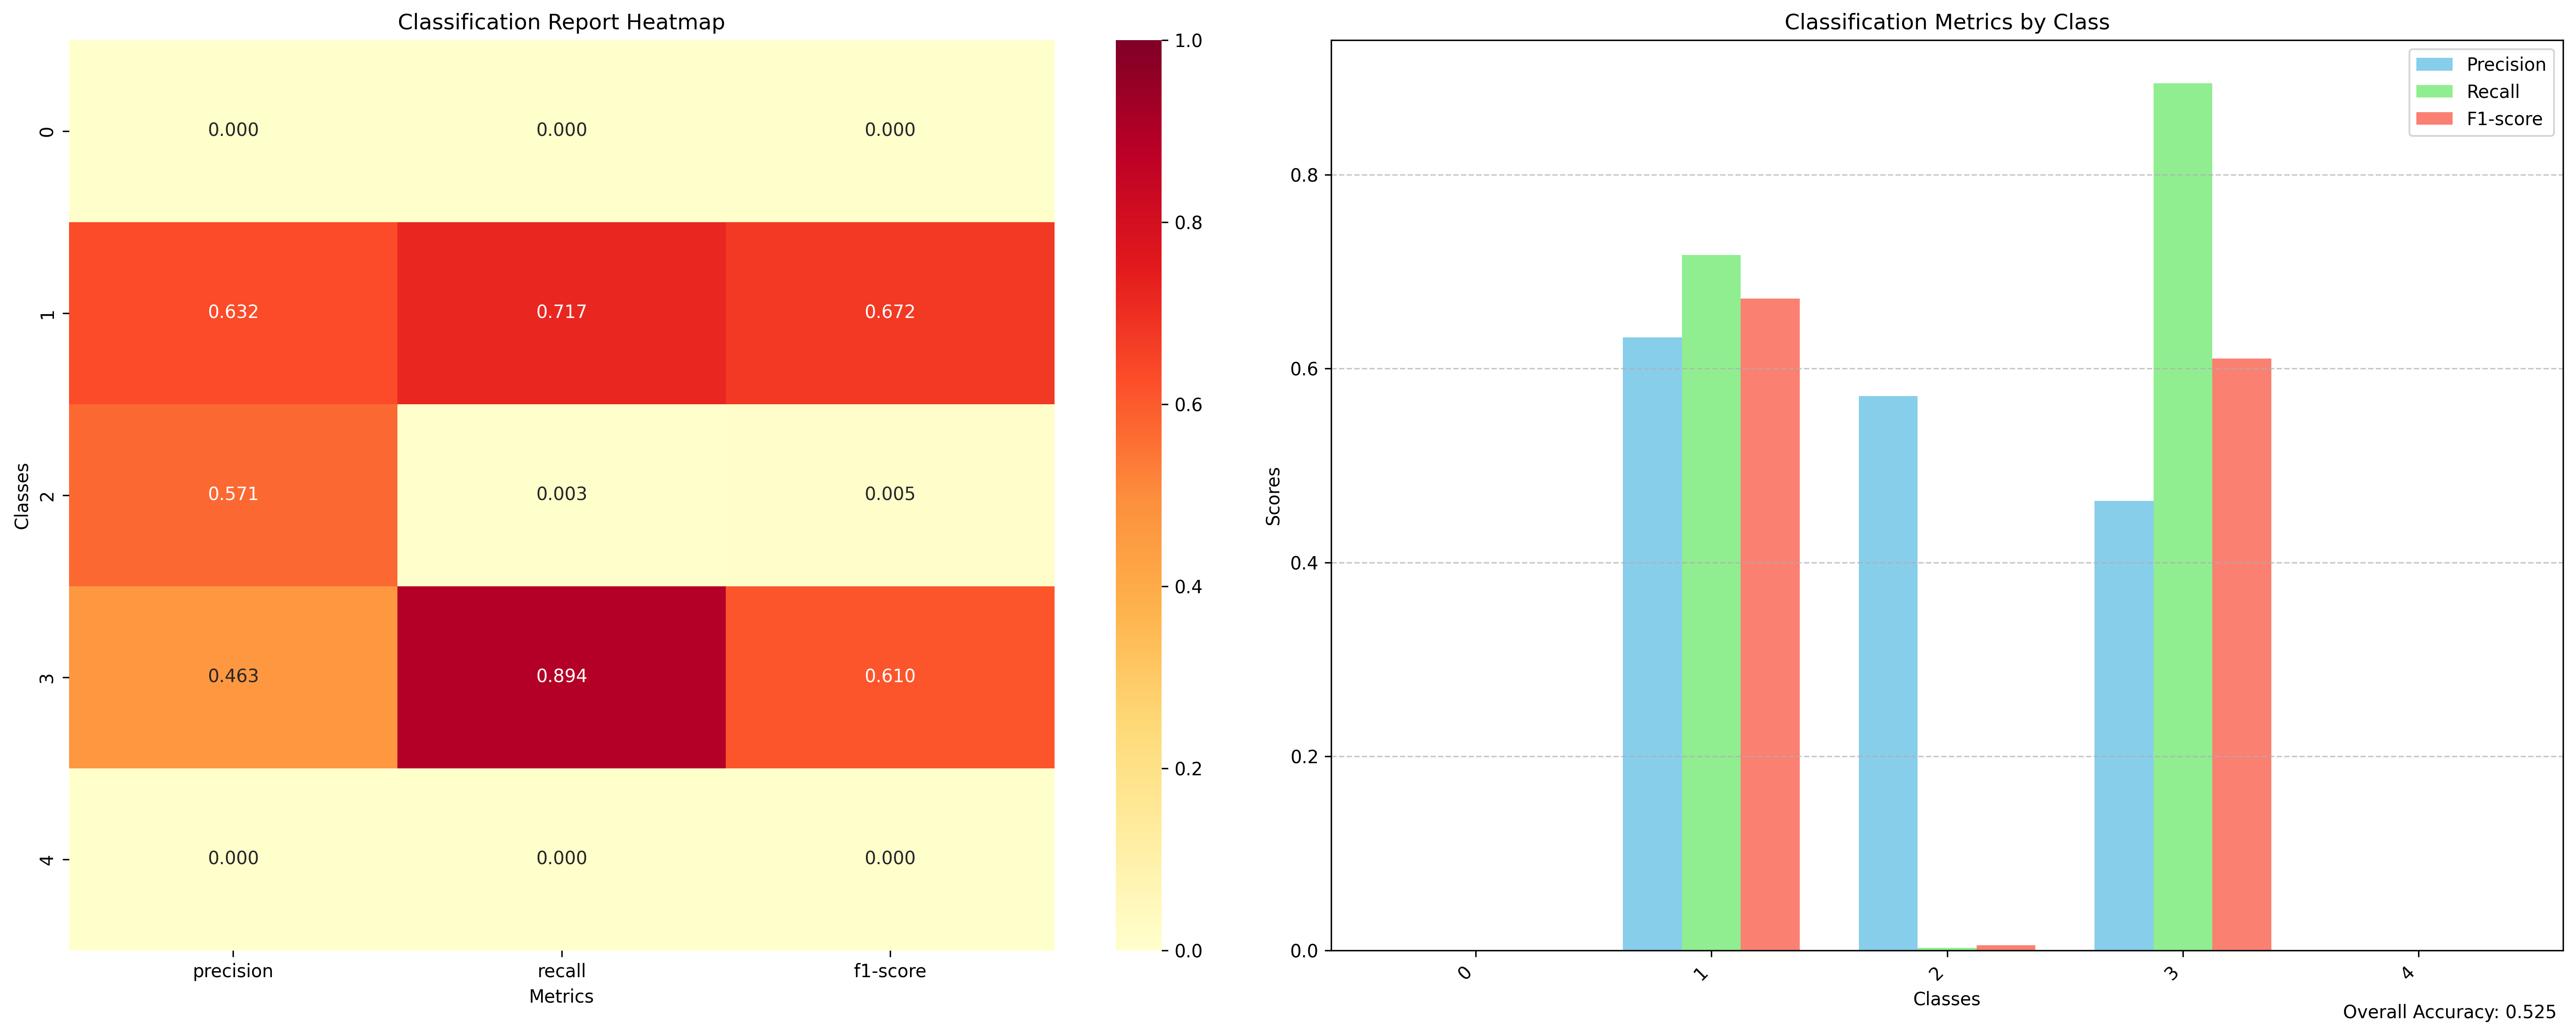 Classification Report Heatmap
Classes
0
1
2
3
4
0.000 0.000 0.000
0.632 0.717 0.672
0.571 0.003 0.005
0.463 0.894 0.610
0.000 0.000 0.000
precision recall f1-score
Metrics
1.0
0.8
0.6
0.4
0.2
0.0
Classification Metrics by Class
Precision
Recall
F1-score
Scores
0.8
0.6
0.4
0.2
0.0
0 1 2 3 4
Classes
Overall Accuracy: 0.525